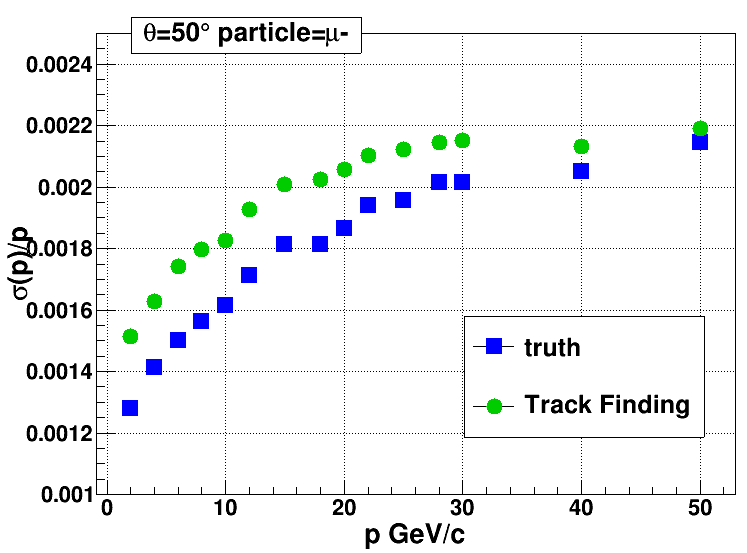 θ=50° particle=μ-
0.0024
0.0022
0.002
0.0018
0.0016
0.0014
0.0012
0.001
σ(p)/p
truth
Track Finding
0 10 20 30 40 50
p GeV/c